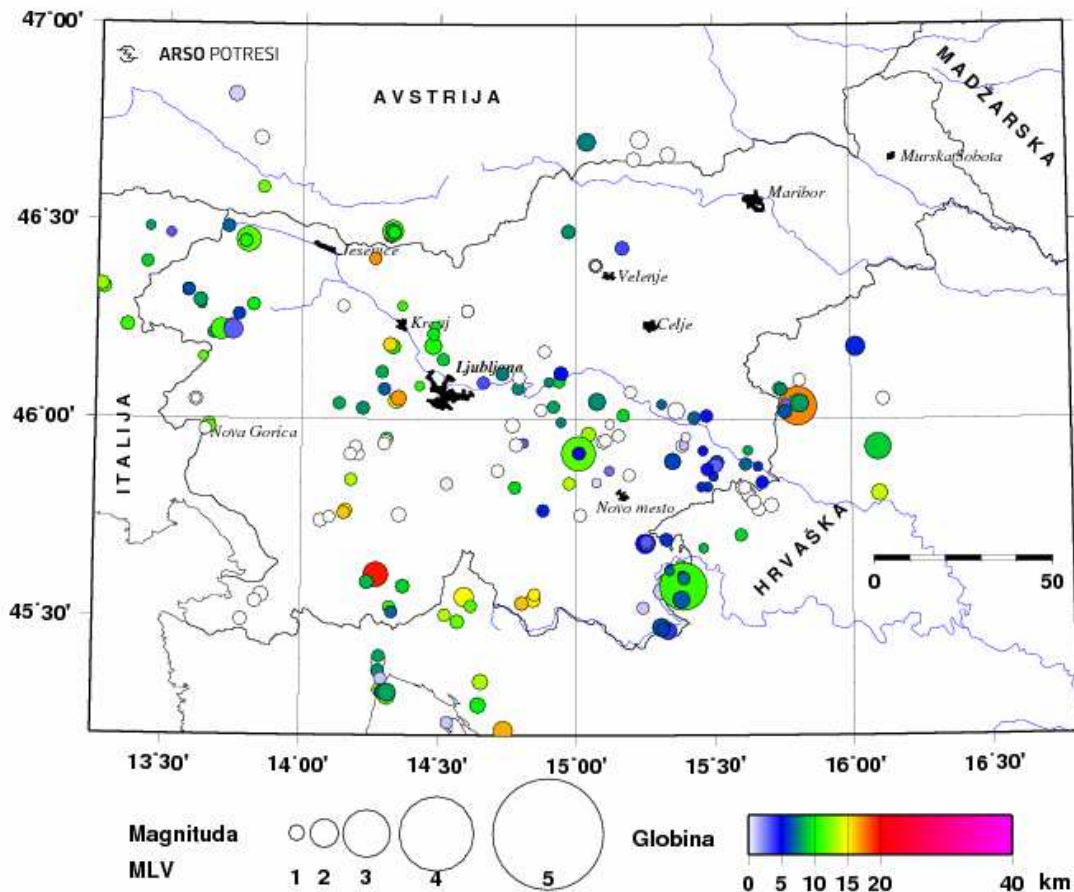 47°00'
ARSO POTRESI
AVSTRIJA
MADŽARSKA
Murska Sobota
Maribor
46°30'
Jesenice
Velenje
Kranj
Celje
Ljubljana
46°00'
Nova Gorica
ITALIJA
Novo mesto
HRVAŠKA
0 50
45°30'
13°30' 14°00' 14°30' 15°00' 15°30' 16°00' 16°30'
Magnituda
MLV
1 2 3 4 5
Globina
0 5 10 15 20 40 km